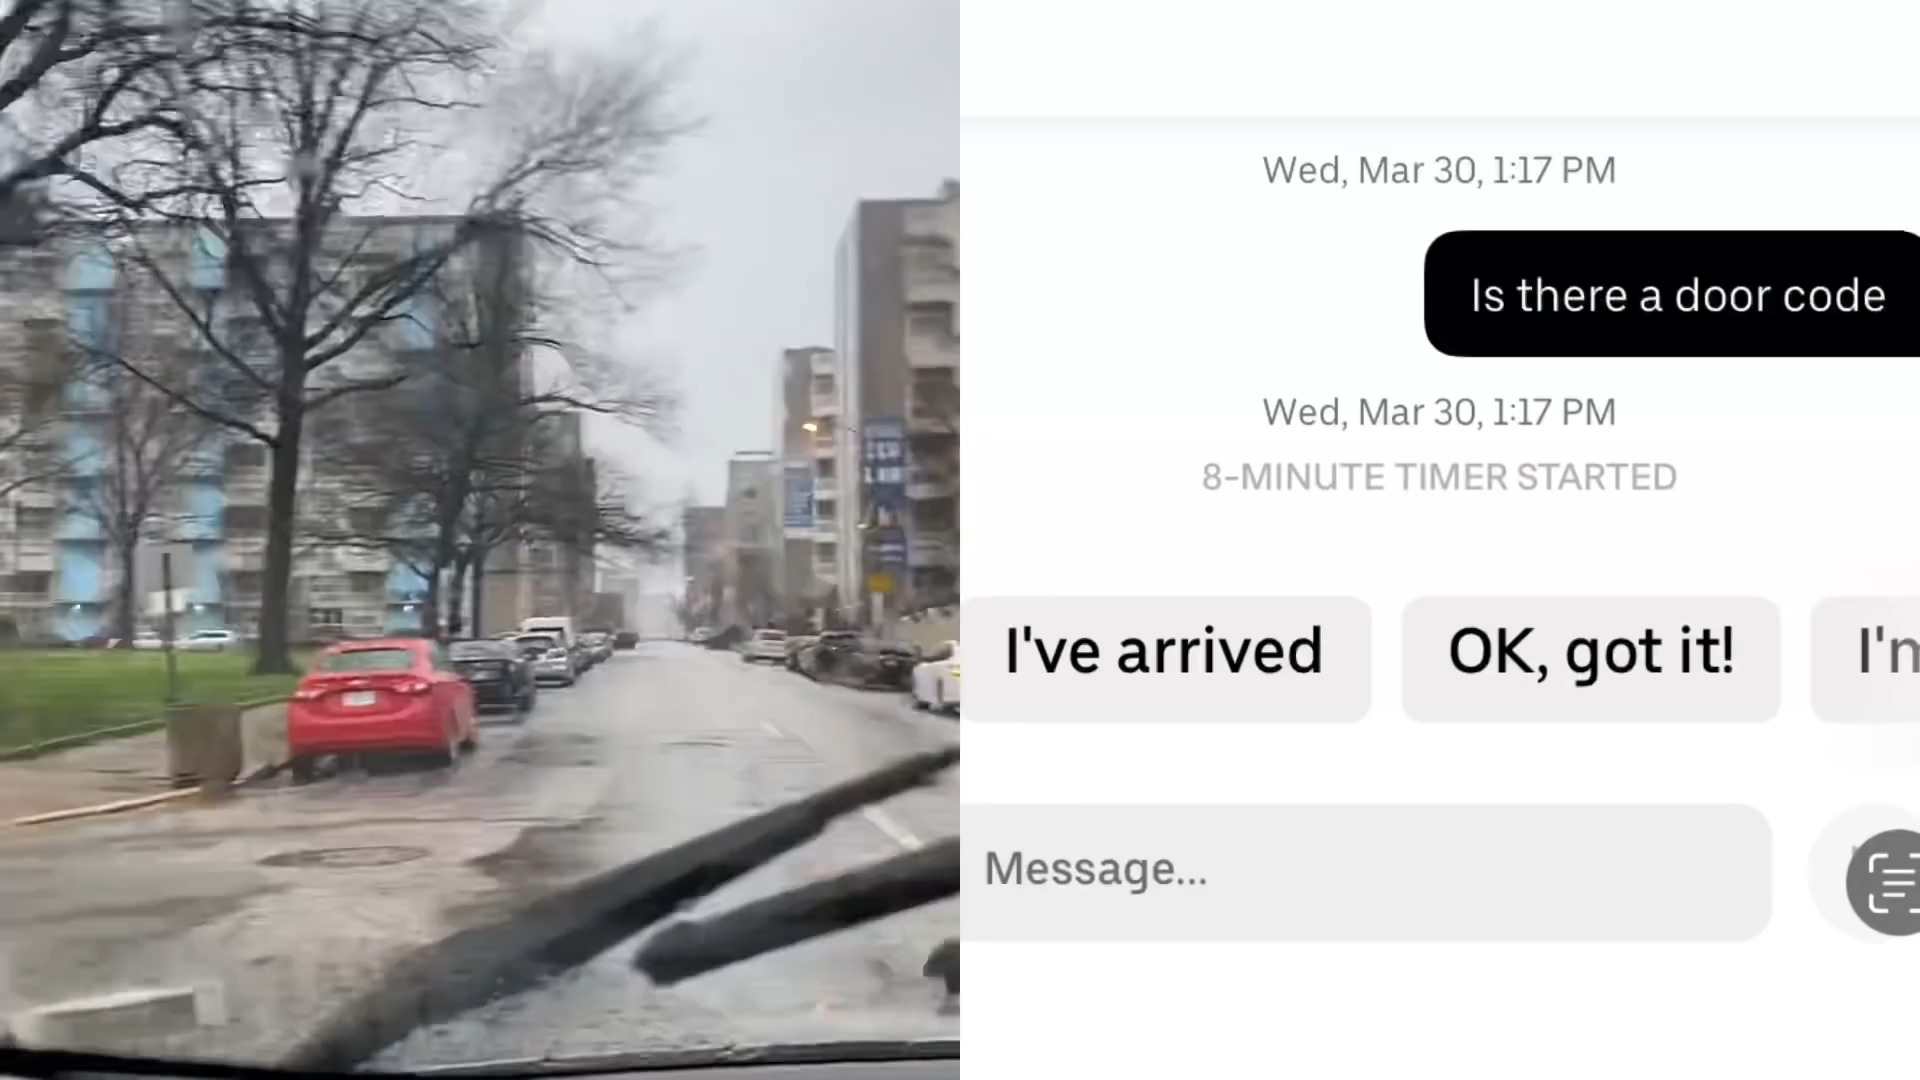 Wed, Mar 30, 1:17 PM
Is there a door code
Wed, Mar 30, 1:17 PM
8-MINUTE TIMER STARTED
I've arrived
OK, got it!
I'm
Message...